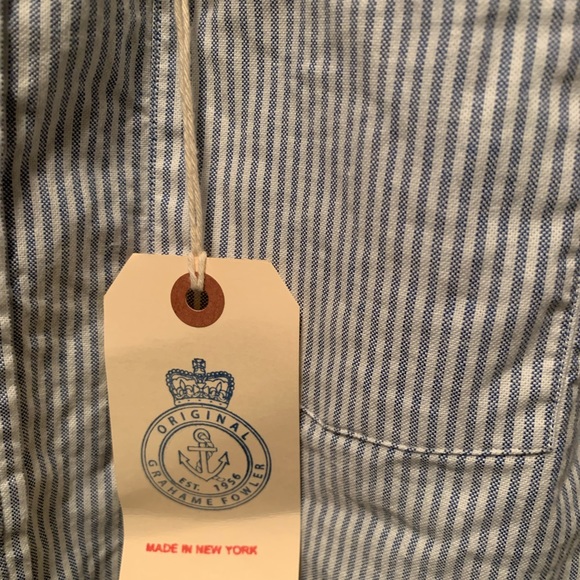 ORIGINAL
EST. 1956
GRAHAME FOWLER
MADE IN NEW YORK